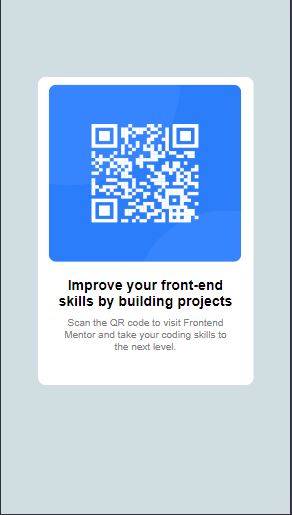 Improve your front-end
skills by building projects
Scan the QR code to visit Frontend
Mentor and take your coding skills to
the next level.